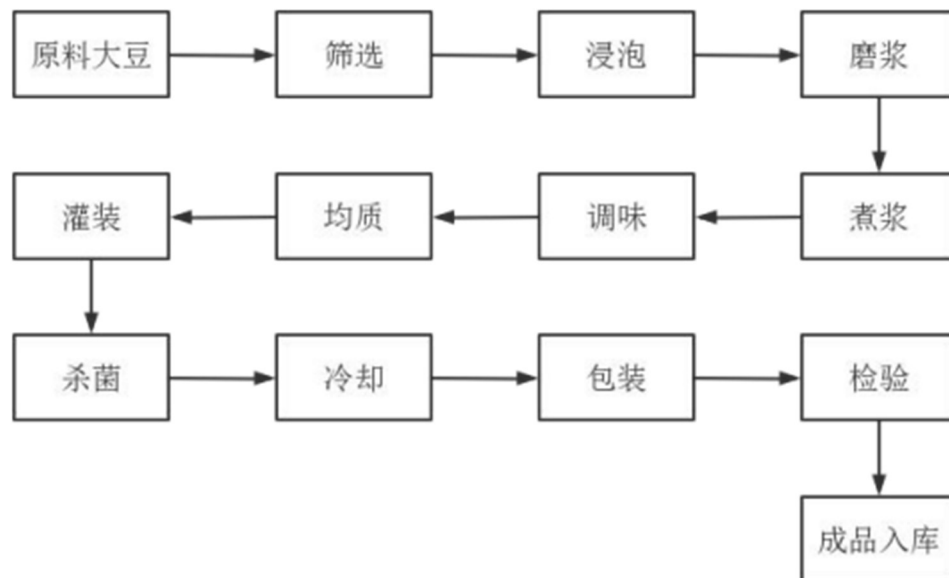 原料大豆 筛选 浸泡 磨浆
灌装 均质 调味 煮浆
杀菌 冷却 包装 检验
成品入库